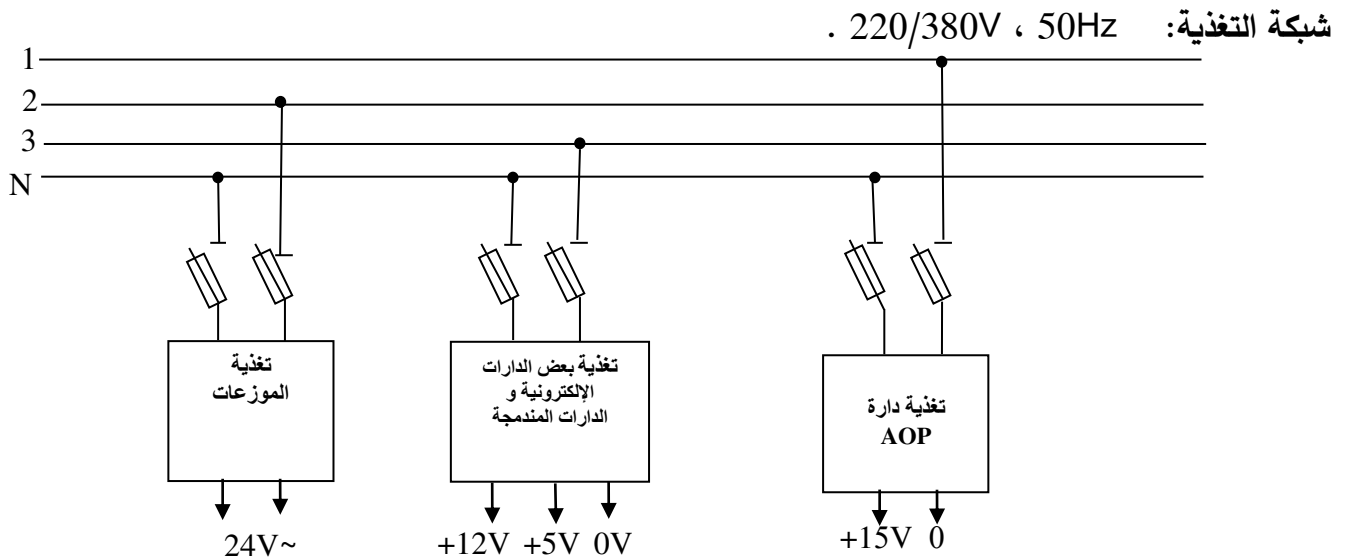 شبكة التغذية: 220/380V ، 50Hz .
1
2
3
N
تغذية
الموزعات
تغذية بعض الدارات
الإلكترونية و
الدارات المندمجة
تغذية دارة
AOP
24V~
+12V +5V 0V
+15V 0